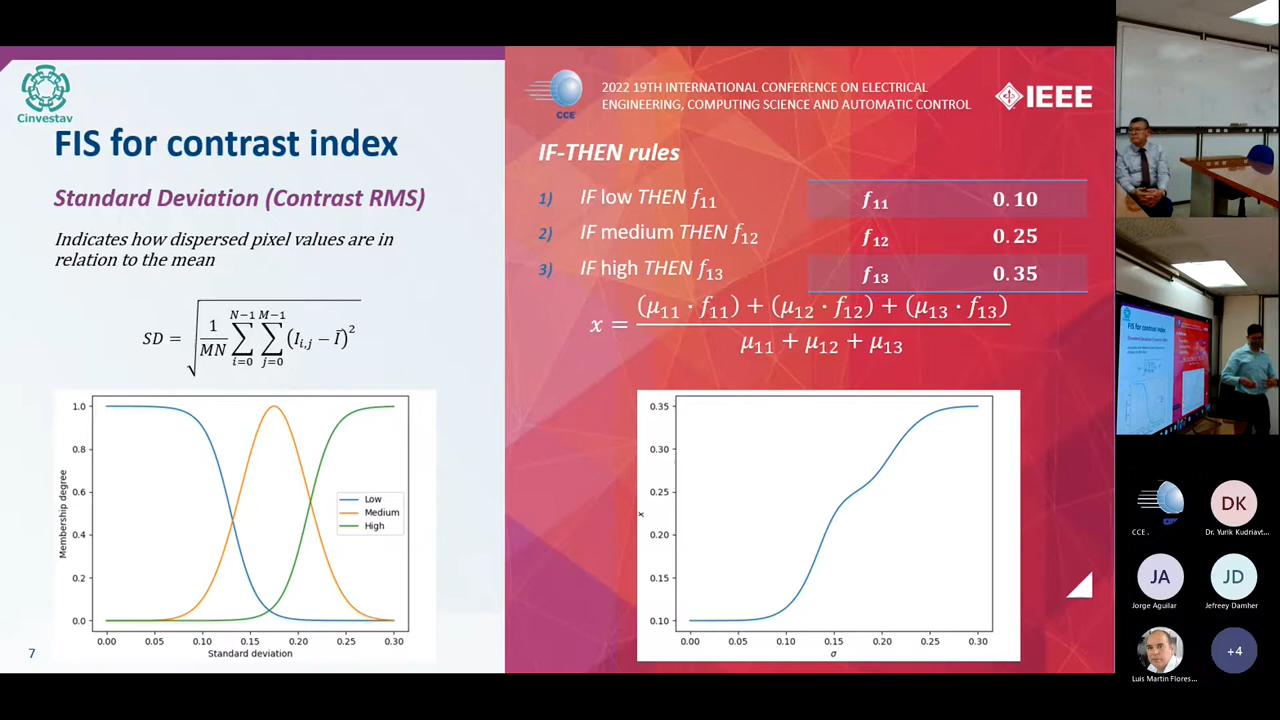 Cinvestav
FIS for contrast index
Standard Deviation (Contrast RMS)
Indicates how dispersed pixel values are in
relation to the mean
SD = √(1/MN ∑_{i=0}^{N−1} ∑_{j=0}^{M−1} (I_{i,j} − Ī)²)
1.0
0.8
0.6
0.4
0.2
0.0
Membership degree
Low
Medium
High
0.00 0.05 0.10 0.15 0.20 0.25 0.30
Standard deviation
7
CCE
2022 19TH INTERNATIONAL CONFERENCE ON ELECTRICAL
ENGINEERING, COMPUTING SCIENCE AND AUTOMATIC CONTROL
IEEE
IF-THEN rules
1) IF low THEN f₁₁
2) IF medium THEN f₁₂
3) IF high THEN f₁₃
f₁₁ 0.10
f₁₂ 0.25
f₁₃ 0.35
x = ((μ₁₁ · f₁₁) + (μ₁₂ · f₁₂) + (μ₁₃ · f₁₃)) / (μ₁₁ + μ₁₂ + μ₁₃)
0.35
0.30
0.25
0.20
0.15
0.10
x
0.00 0.05 0.10 0.15 0.20 0.25 0.30
σ
FIS for contrast index
CCE .
DK
Dr. Yurik Kudriavt...
JA
Jorge Aguilar
JD
Jefreey Damher
Luis Martin Flores...
+4